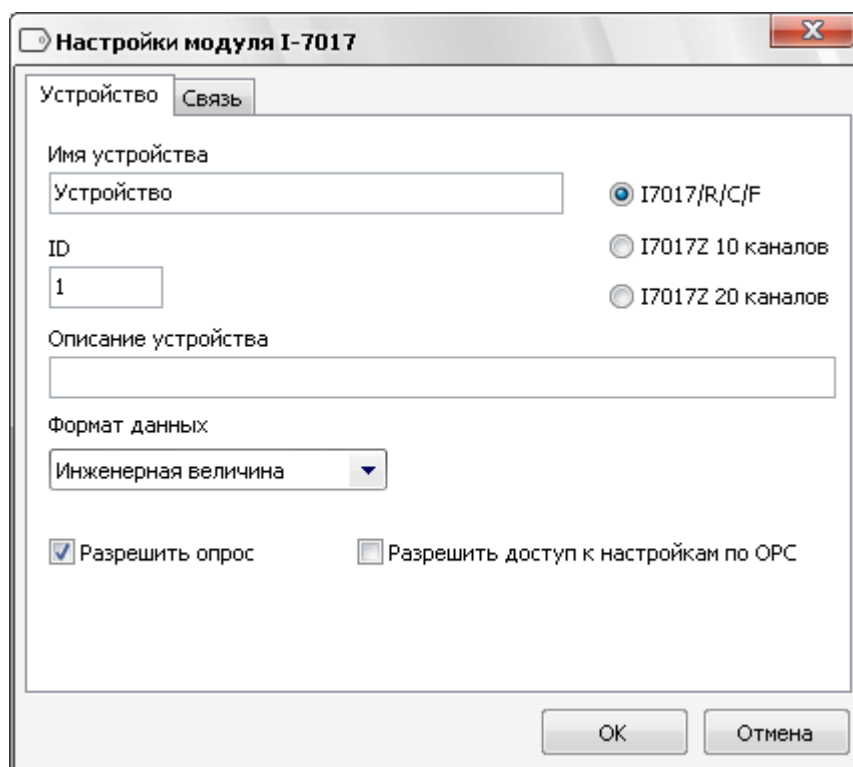 Настройки модуля I-7017
Устройство
Связь
Имя устройства
Устройство
I7017/R/C/F
ID
I7017Z 10 каналов
1
I7017Z 20 каналов
Описание устройства
Формат данных
Инженерная величина
Разрешить опрос
Разрешить доступ к настройкам по OPC
OK
Отмена